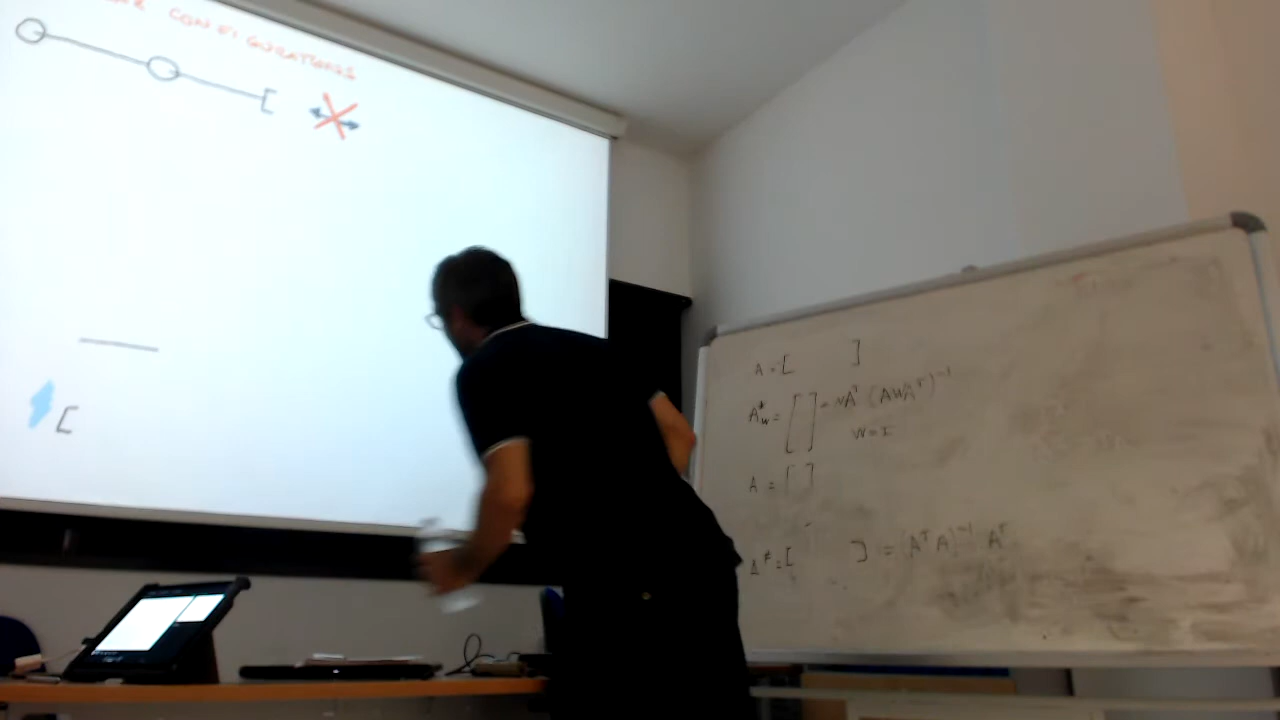 CONFIGURATIONS
A = [ ]
A*w = [ ] = WAᵀ (AWAᵀ)⁻¹
W = I
A = [ ]
A# = [ ] = (AᵀA)⁻¹ Aᵀ